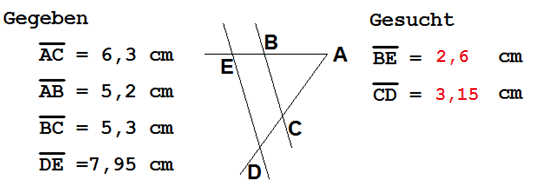 Gegeben
AC = 6,3 cm
AB = 5,2 cm
BC = 5,3 cm
DE =7,95 cm
B
A
E
C
D
Gesucht
BE = 2,6 cm
CD = 3,15 cm